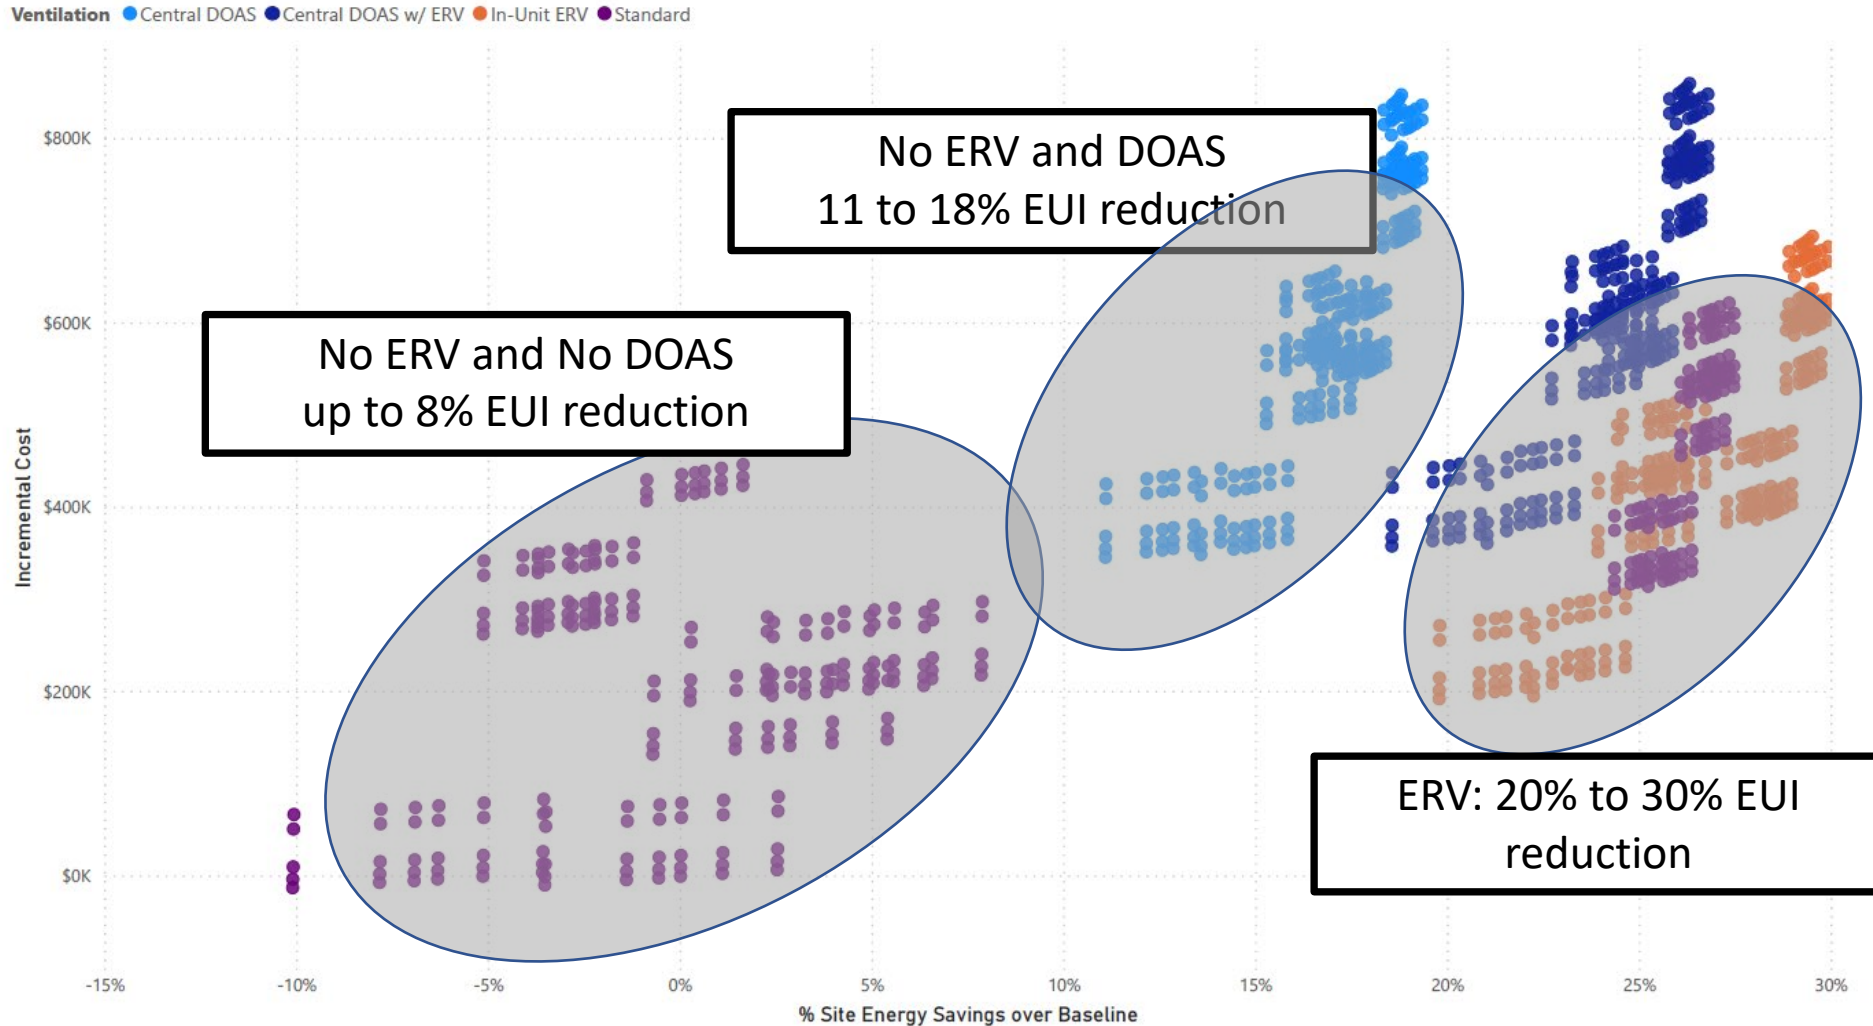 Ventilation Central DOAS Central DOAS w/ ERV In-Unit ERV Standard
No ERV and DOAS
11 to 18% EUI reduction
No ERV and No DOAS
up to 8% EUI reduction
ERV: 20% to 30% EUI
reduction
Incremental Cost
$800K
$600K
$400K
$200K
$0K
-15% -10% -5% 0% 5% 10% 15% 20% 25% 30%
% Site Energy Savings over Baseline